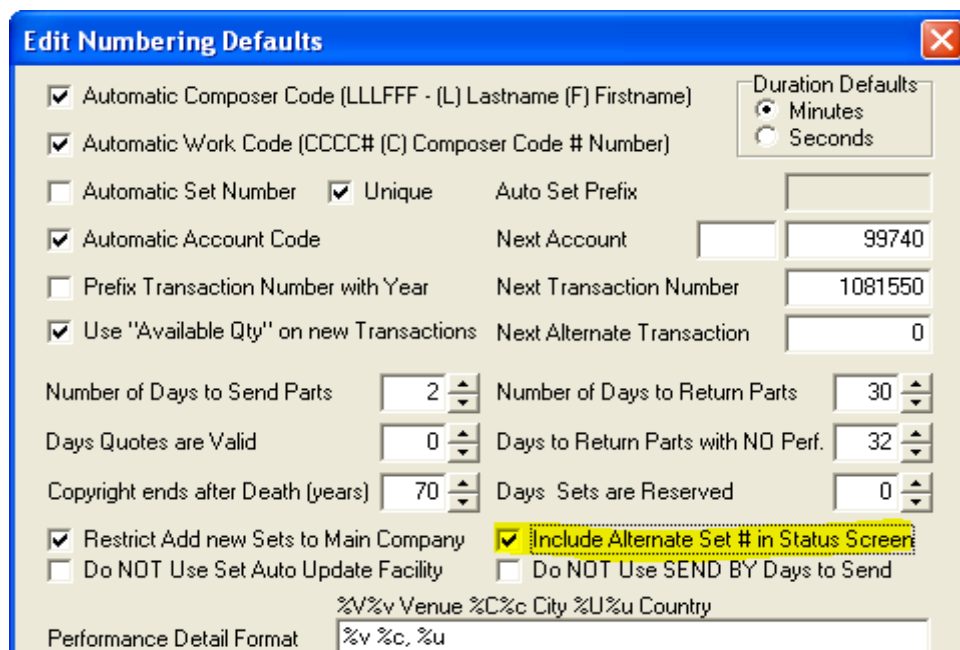 Edit Numbering Defaults
Automatic Composer Code (LLLFFF - (L) Lastname (F) Firstname)
Duration Defaults
Minutes
Automatic Work Code (CCCC# (C) Composer Code # Number)
Seconds
Automatic Set Number Unique Auto Set Prefix
Automatic Account Code Next Account 99740
Prefix Transaction Number with Year Next Transaction Number 1081550
Use "Available Qty" on new Transactions Next Alternate Transaction 0
Number of Days to Send Parts 2 Number of Days to Return Parts 30
Days Quotes are Valid 0 Days to Return Parts with NO Perf. 32
Copyright ends after Death (years) 70 Days Sets are Reserved 0
Restrict Add new Sets to Main Company Include Alternate Set # in Status Screen
Do NOT Use Set Auto Update Facility Do NOT Use SEND BY Days to Send
%V%v Venue %C%c City %U%u Country
Performance Detail Format %v %c, %u